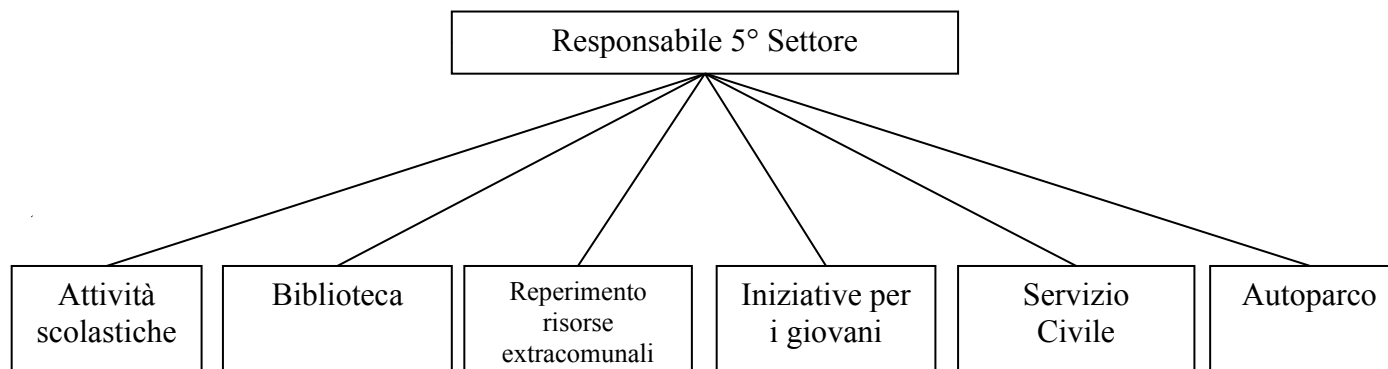 Responsabile 5° Settore
Attività
scolastiche
Biblioteca
Reperimento
risorse
extracomunali
Iniziative per
i giovani
Servizio
Civile
Autoparco